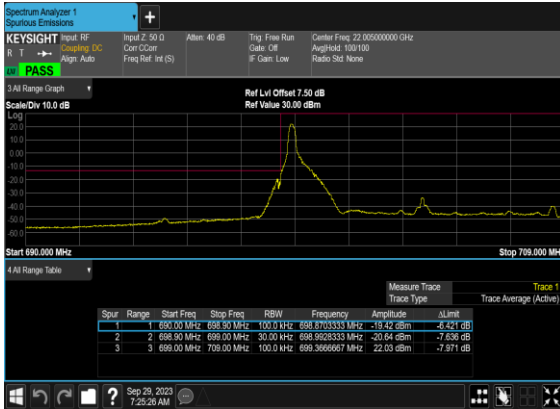 Spectrum Analyzer 1
Spurious Emissions
+
KEYSIGHT Input: RF Input Z: 50 Ω Atten: 40 dB Trig: Free Run Center Freq: 22.005000000 GHz
R T Coupling: DC Corr CCorr Gate: Off Avg|Hold: 100/100
Align: Auto Freq Ref: Int (S) IF Gain: Low Radio Std: None
PASS
3 All Range Graph
Ref Lvl Offset 7.50 dB
Scale/Div 10.0 dB Ref Value 30.00 dBm
Log
20.0
10.0
0.00
-10.0
-20.0
-30.0
-40.0
-50.0
-60.0
Start 690.000 MHz Stop 709.000 MH
4 All Range Table
Measure Trace Trace 1
Trace Type Trace Average (Active)
Spur Range Start Freq Stop Freq RBW Frequency Amplitude ΔLimit
1 1 690.00 MHz 698.90 MHz 100.0 kHz 698.8703333 MHz -19.42 dBm -6.421 dB
2 2 698.90 MHz 699.00 MHz 30.00 kHz 698.9928333 MHz -20.64 dBm -7.636 dB
3 3 699.00 MHz 709.00 MHz 100.0 kHz 699.3666667 MHz 22.03 dBm -7.971 dB
?
Sep 29, 2023
7:25:26 AM